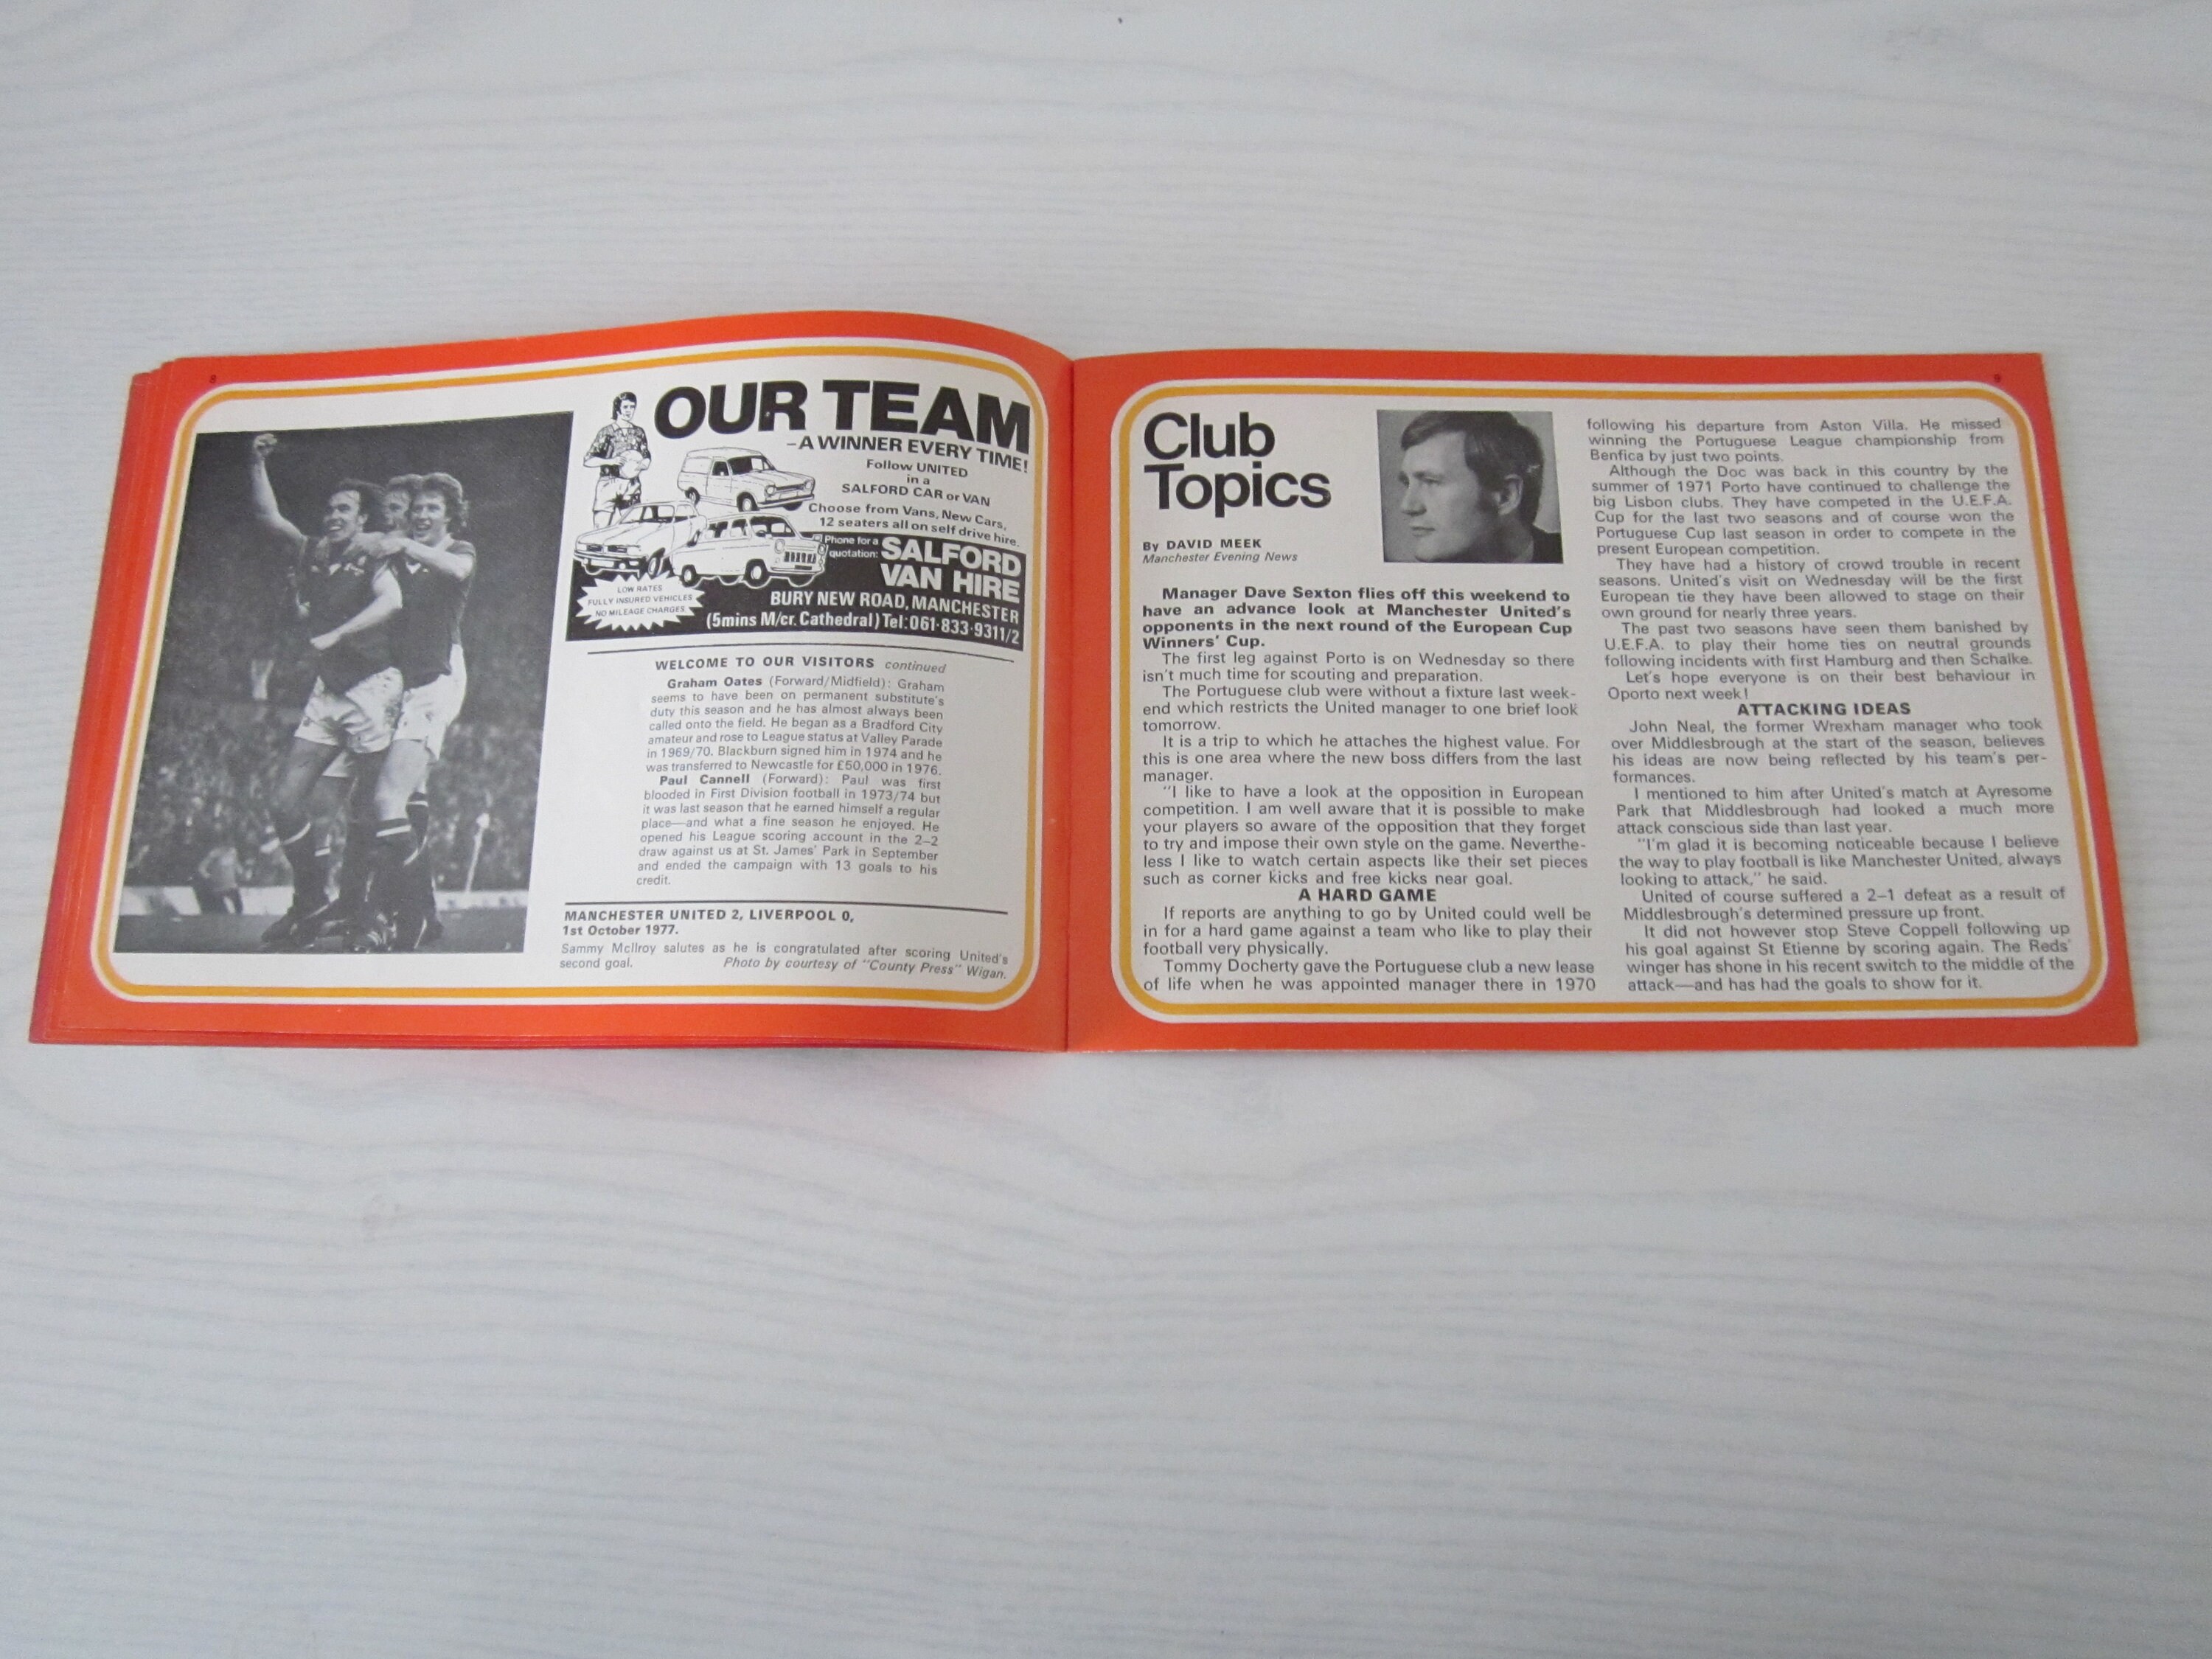 8
OUR TEAM
–A WINNER EVERY TIME!
Follow UNITED
in a
SALFORD CAR or VAN
Choose from Vans, New Cars,
12 seaters all on self drive hire.
Phone for a
quotation:
SALFORD
VAN HIRE
LOW RATES
FULLY INSURED VEHICLES
NO MILEAGE CHARGES
BURY NEW ROAD, MANCHESTER
(5mins M/cr. Cathedral) Tel:061·833·9311/2
WELCOME TO OUR VISITORS continued
Graham Oates (Forward/Midfield): Graham
seems to have been on permanent substitute's
duty this season and he has almost always been
called onto the field. He began as a Bradford City
amateur and rose to League status at Valley Parade
in 1969/70. Blackburn signed him in 1974 and he
was transferred to Newcastle for £60,000 in 1976.
Paul Cannell (Forward): Paul was first
blooded in First Division football in 1973/74 but
it was last season that he earned himself a regular
place—and what a fine season he enjoyed. He
opened his League scoring account in the 2–2
draw against us at St. James' Park in September
and ended the campaign with 13 goals to his
credit.
MANCHESTER UNITED 2, LIVERPOOL 0,
1st October 1977.
Sammy McIlroy salutes as he is congratulated after scoring United's
second goal. Photo by courtesy of "County Press" Wigan.
9
Club
Topics
By DAVID MEEK
Manchester Evening News
Manager Dave Sexton flies off this weekend to
have an advance look at Manchester United's
opponents in the next round of the European Cup
Winners' Cup.
The first leg against Porto is on Wednesday so there
isn't much time for scouting and preparation.
The Portuguese club were without a fixture last week-
end which restricts the United manager to one brief look
tomorrow.
It is a trip to which he attaches the highest value. For
this is one area where the new boss differs from the last
manager.
"I like to have a look at the opposition in European
competition. I am well aware that it is possible to make
your players so aware of the opposition that they forget
to try and impose their own style on the game. Neverthe-
less I like to watch certain aspects like their set pieces
such as corner kicks and free kicks near goal.
A HARD GAME
If reports are anything to go by United could well be
in for a hard game against a team who like to play their
football very physically.
Tommy Docherty gave the Portuguese club a new lease
of life when he was appointed manager there in 1970
following his departure from Aston Villa. He missed
winning the Portuguese League championship from
Benfica by just two points.
Although the Doc was back in this country by the
summer of 1971 Porto have continued to challenge the
big Lisbon clubs. They have competed in the U.E.F.A.
Cup for the last two seasons and of course won the
Portuguese Cup last season in order to compete in the
present European competition.
They have had a history of crowd trouble in recent
seasons. United's visit on Wednesday will be the first
European tie they have been allowed to stage on their
own ground for nearly three years.
The past two seasons have seen them banished by
U.E.F.A. to play their home ties on neutral grounds
following incidents with first Hamburg and then Schalke.
Let's hope everyone is on their best behaviour in
Oporto next week!
ATTACKING IDEAS
John Neal, the former Wrexham manager who took
over Middlesbrough at the start of the season, believes
his ideas are now being reflected by his team's per-
formances.
I mentioned to him after United's match at Ayresome
Park that Middlesbrough had looked a much more
attack conscious side than last year.
"I'm glad it is becoming noticeable because I believe
the way to play football is like Manchester United, always
looking to attack," he said.
United of course suffered a 2–1 defeat as a result of
Middlesbrough's determined pressure up front.
It did not however stop Steve Coppell following up
his goal against St Etienne by scoring again. The Reds'
winger has shone in his recent switch to the middle of the
attack—and has had the goals to show for it.